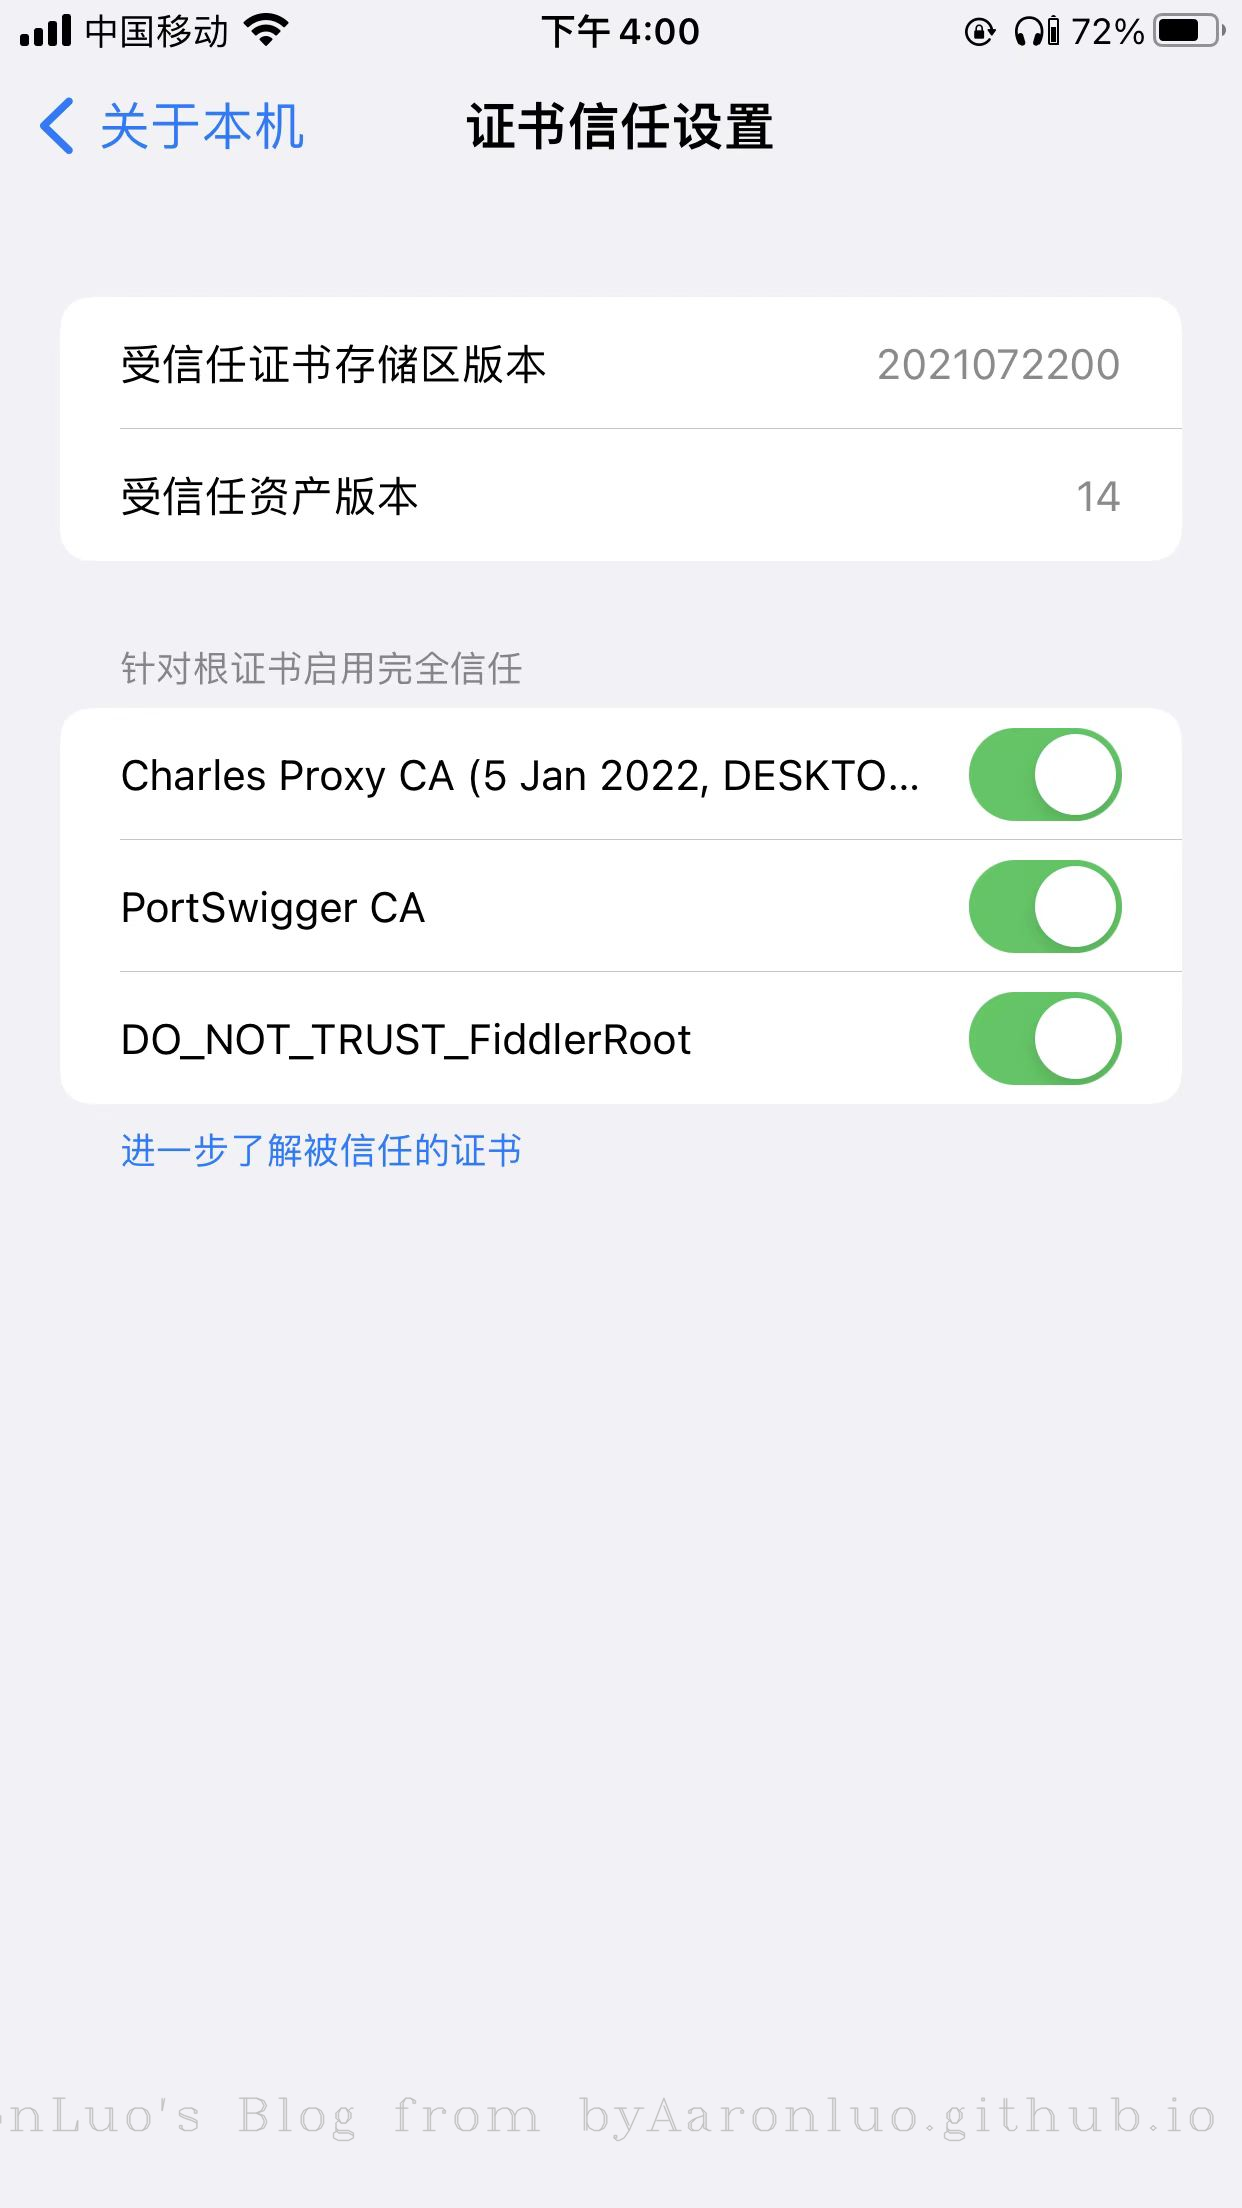 中国移动 下午4:00 72%
关于本机 证书信任设置
受信任证书存储区版本 2021072200
受信任资产版本 14
针对根证书启用完全信任
Charles Proxy CA (5 Jan 2022, DESKTO...
PortSwigger CA
DO_NOT_TRUST_FiddlerRoot
进一步了解被信任的证书
nLuo's Blog from byAaronluo.github.io